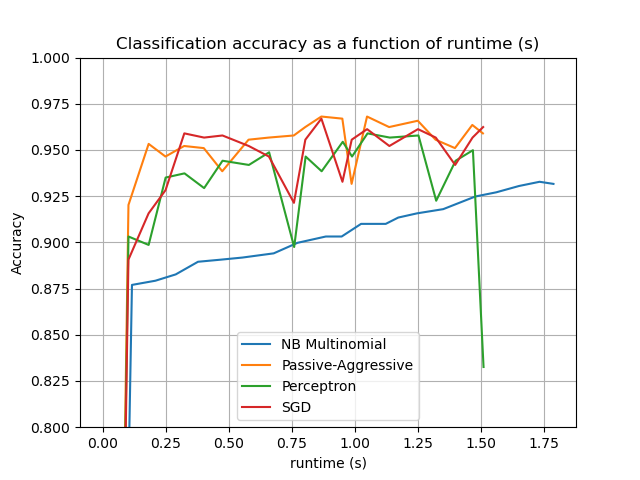 Classification accuracy as a function of runtime (s)
1.000
0.975
0.950
0.925
0.900
0.875
0.850
0.825
0.800
Accuracy
NB Multinomial
Passive-Aggressive
Perceptron
SGD
0.00 0.25 0.50 0.75 1.00 1.25 1.50 1.75
runtime (s)